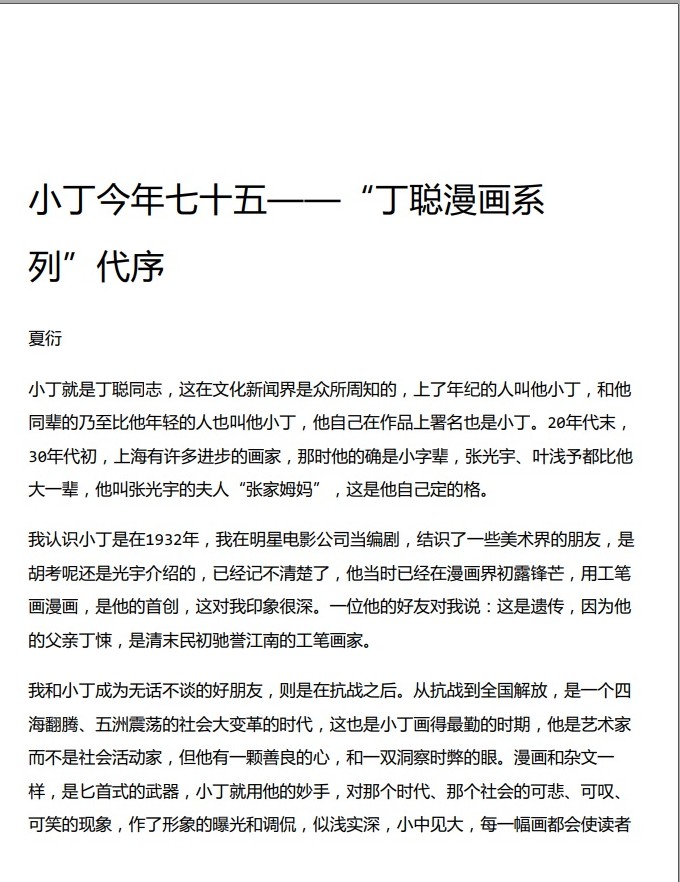 小丁今年七十五——“丁聪漫画系
列”代序
夏衍
小丁就是丁聪同志，这在文化新闻界是众所周知的，上了年纪的人叫他小丁，和他
同辈的乃至比他年轻的人也叫他小丁，他自己在作品上署名也是小丁。20年代末，
30年代初，上海有许多进步的画家，那时他的确是小字辈，张光宇、叶浅予都比他
大一辈，他叫张光宇的夫人“张家姆妈”，这是他自己定的格。
我认识小丁是在1932年，我在明星电影公司当编剧，结识了一些美术界的朋友，是
胡考呢还是光宇介绍的，已经记不清楚了，他当时已经在漫画界初露锋芒，用工笔
画漫画，是他的首创，这对我印象很深。一位他的好友对我说：这是遗传，因为他
的父亲丁悚，是清末民初驰誉江南的工笔画家。
我和小丁成为无话不谈的好朋友，则是在抗战之后。从抗战到全国解放，是一个四
海翻腾、五洲震荡的社会大变革的时代，这也是小丁画得最勤的时期，他是艺术家
而不是社会活动家，但他有一颗善良的心，和一双洞察时弊的眼。漫画和杂文一
样，是匕首式的武器，小丁就用他的妙手，对那个时代、那个社会的可悲、可叹、
可笑的现象，作了形象的曝光和调侃，似浅实深，小中见大，每一幅画都会使读者